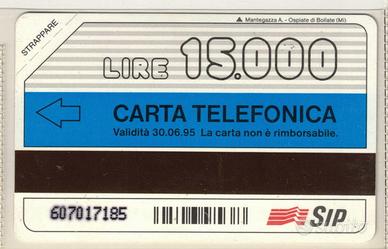 Mantegazza A. - Ospiate di Bollate (Mi)
STRAPPARE
LIRE 15.000
CARTA TELEFONICA
Validità 30.06.95 La carta non è rimborsabile.
607017185
SIP